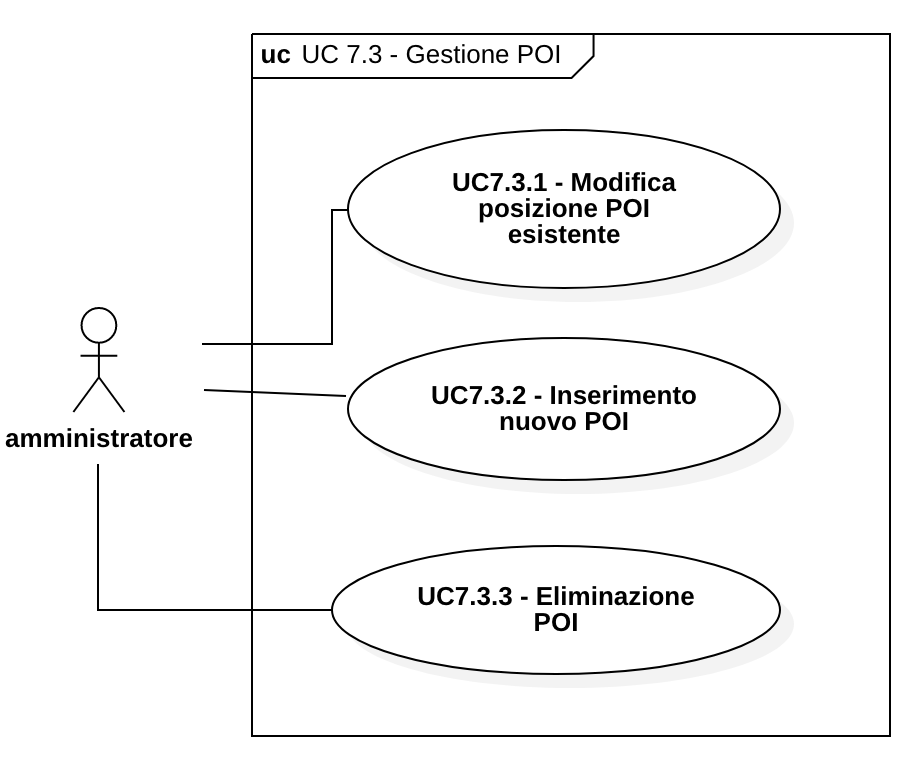 uc UC 7.3 - Gestione POI
UC7.3.1 - Modifica
posizione POI
esistente
UC7.3.2 - Inserimento
nuovo POI
amministratore
UC7.3.3 - Eliminazione
POI